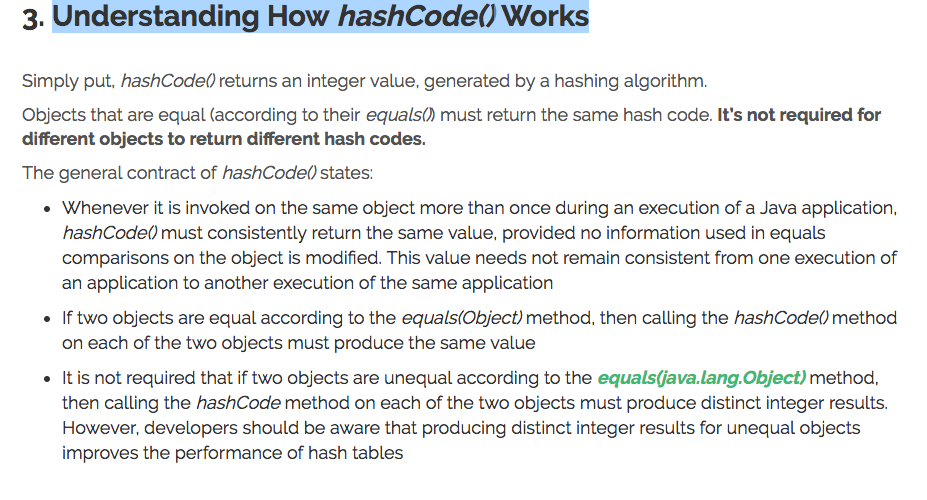 3. Understanding How hashCode() Works
Simply put, hashCode() returns an integer value, generated by a hashing algorithm.
Objects that are equal (according to their equals()) must return the same hash code. It's not required for
different objects to return different hash codes.
The general contract of hashCode() states:
• Whenever it is invoked on the same object more than once during an execution of a Java application,
hashCode() must consistently return the same value, provided no information used in equals
comparisons on the object is modified. This value needs not remain consistent from one execution of
an application to another execution of the same application
• If two objects are equal according to the equals(Object) method, then calling the hashCode() method
on each of the two objects must produce the same value
• It is not required that if two objects are unequal according to the equals(java.lang.Object) method,
then calling the hashCode method on each of the two objects must produce distinct integer results.
However, developers should be aware that producing distinct integer results for unequal objects
improves the performance of hash tables